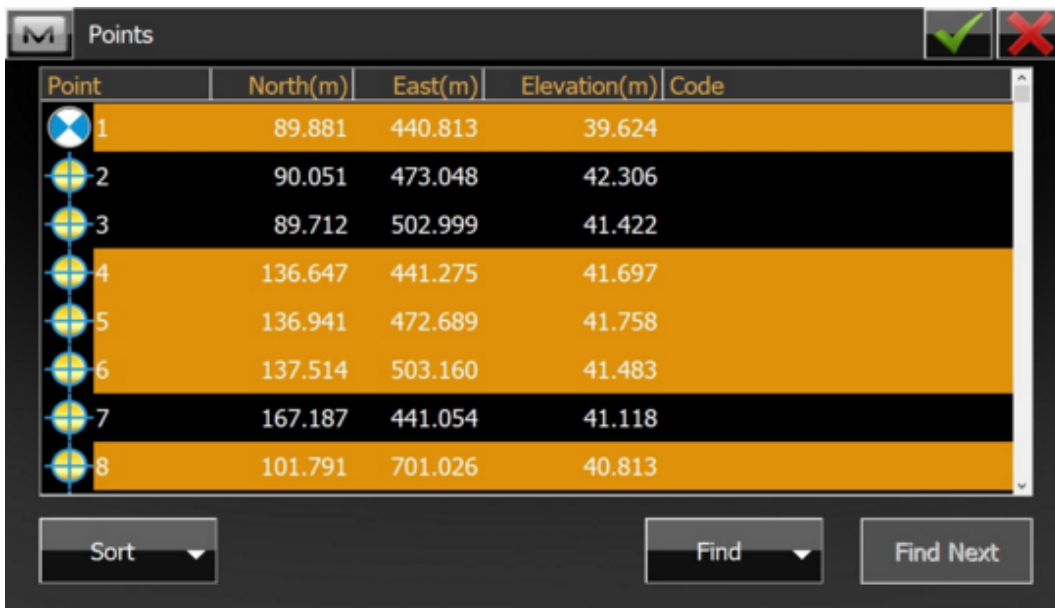 Points
Point North(m) East(m) Elevation(m) Code
1 89.881 440.813 39.624
2 90.051 473.048 42.306
3 89.712 502.999 41.422
4 136.647 441.275 41.697
5 136.941 472.689 41.758
6 137.514 503.160 41.483
7 167.187 441.054 41.118
8 101.791 701.026 40.813
Sort Find Find Next